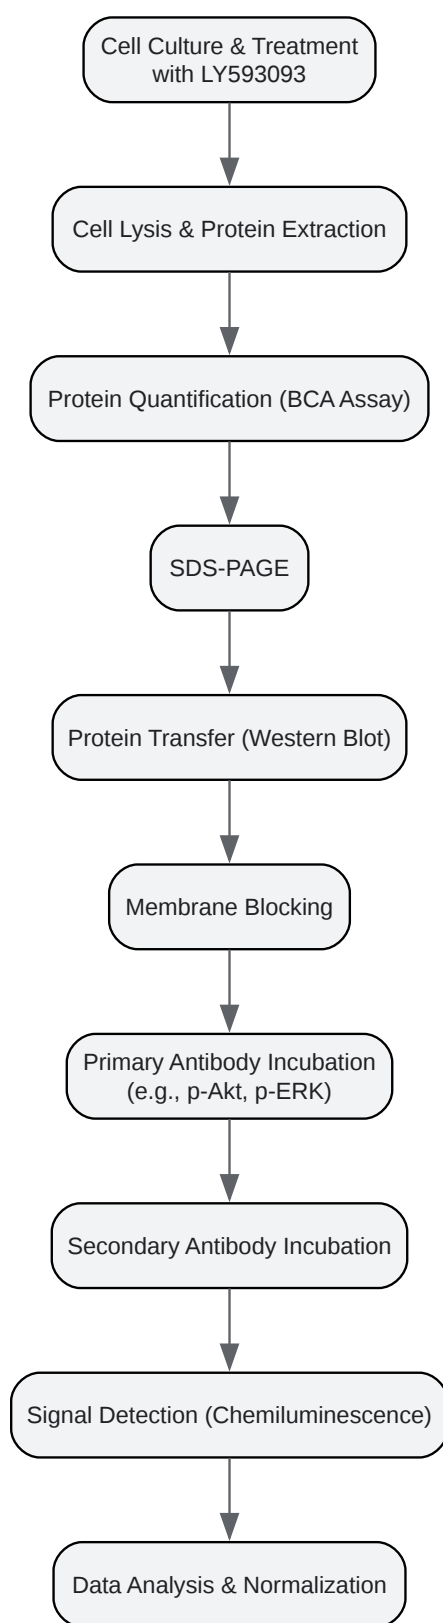 Cell Culture & Treatment
with LY593093
Cell Lysis & Protein Extraction
Protein Quantification (BCA Assay)
SDS-PAGE
Protein Transfer (Western Blot)
Membrane Blocking
Primary Antibody Incubation
(e.g., p-Akt, p-ERK)
Secondary Antibody Incubation
Signal Detection (Chemiluminescence)
Data Analysis & Normalization